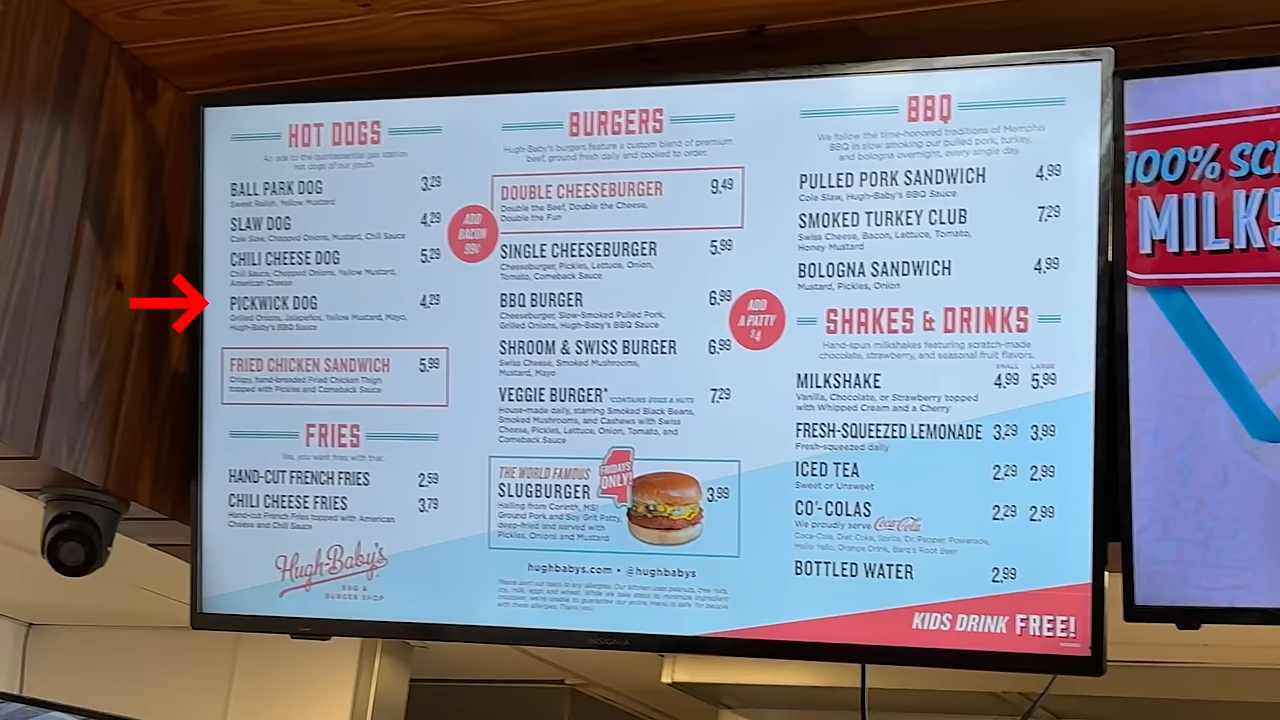 HOT DOGS
An ode to the quintessential gas station
hot dogs of our youth.
BALL PARK DOG 3.29
Sweet Relish, Yellow Mustard
SLAW DOG 4.29
Cole Slaw, Chopped Onions, Mustard, Chili Sauce
CHILI CHEESE DOG 5.29
Chili Sauce, Chopped Onions, Yellow Mustard,
American Cheese
PICKWICK DOG 4.29
Grilled Onions, Jalapeños, Yellow Mustard, Mayo,
Hugh-Baby's BBQ Sauce
ADD
BACON
99¢
FRIED CHICKEN SANDWICH 5.99
Crispy, hand-breaded Fried Chicken Thigh
topped with Pickles and Comeback Sauce
FRIES
Yes, you want fries with that.
HAND-CUT FRENCH FRIES 2.59
CHILI CHEESE FRIES 3.79
Hand-cut French Fries topped with American
Cheese and Chili Sauce
Hugh-Baby's
BBQ &
BURGER SHOP
BURGERS
Hugh-Baby's burgers feature a custom blend of premium
beef, ground fresh daily and cooked to order.
DOUBLE CHEESEBURGER 9.49
Double the Beef, Double the Cheese,
Double the Fun
SINGLE CHEESEBURGER 5.99
Cheeseburger, Pickles, Lettuce, Onion,
Tomato, Comeback Sauce
BBQ BURGER 6.99
Cheeseburger, Slow-Smoked Pulled Pork,
Grilled Onions, Hugh-Baby's BBQ Sauce
ADD
A PATTY
$4
SHROOM & SWISS BURGER 6.99
Swiss Cheese, Smoked Mushrooms,
Mustard, Mayo
VEGGIE BURGER* *CONTAINS EGGS & NUTS 7.29
House-made daily, starring Smoked Black Beans,
Smoked Mushrooms, and Cashews with Swiss
Cheese, Pickles, Lettuce, Onion, Tomato, and
Comeback Sauce
THE WORLD FAMOUS
SLUGBURGER 3.99
FRIDAYS
ONLY!
Hailing from Corinth, MS!
Ground Pork and Soy Grit Patty,
deep-fried and served with
Pickles, Onions and Mustard
hughbabys.com • @hughbabys
Please alert our team to any allergies. Our kitchen uses peanuts, tree nuts,
soy, milk, eggs and wheat. While we take steps to minimize ingredient
crossover, we're unable to guarantee our entire menu is safe for people
with these allergies. Thank you!
BBQ
We follow the time-honored traditions of Memphis
BBQ in slow smoking our pulled pork, turkey,
and bologna overnight, every single day.
PULLED PORK SANDWICH 4.99
Cole Slaw, Hugh-Baby's BBQ Sauce
SMOKED TURKEY CLUB 7.29
Swiss Cheese, Bacon, Lettuce, Tomato,
Honey Mustard
BOLOGNA SANDWICH 4.99
Mustard, Pickles, Onion
SHAKES & DRINKS
Hand-spun milkshakes featuring scratch-made
chocolate, strawberry, and seasonal fruit flavors.
SMALL LARGE
MILKSHAKE 4.99 5.99
Vanilla, Chocolate, or Strawberry topped
with Whipped Cream and a Cherry
FRESH-SQUEEZED LEMONADE 3.29 3.99
Fresh-squeezed daily
ICED TEA 2.29 2.99
Sweet or Unsweet
CO'-COLAS 2.29 2.99
We proudly serve Coca-Cola
Coca-Cola, Diet Coke, Sprite, Dr. Pepper, Powerade,
Mello Yello, Orange Drink, Barq's Root Beer
BOTTLED WATER 2.99
KIDS DRINK FREE!
INSIGNIA
100% SC
MILKS